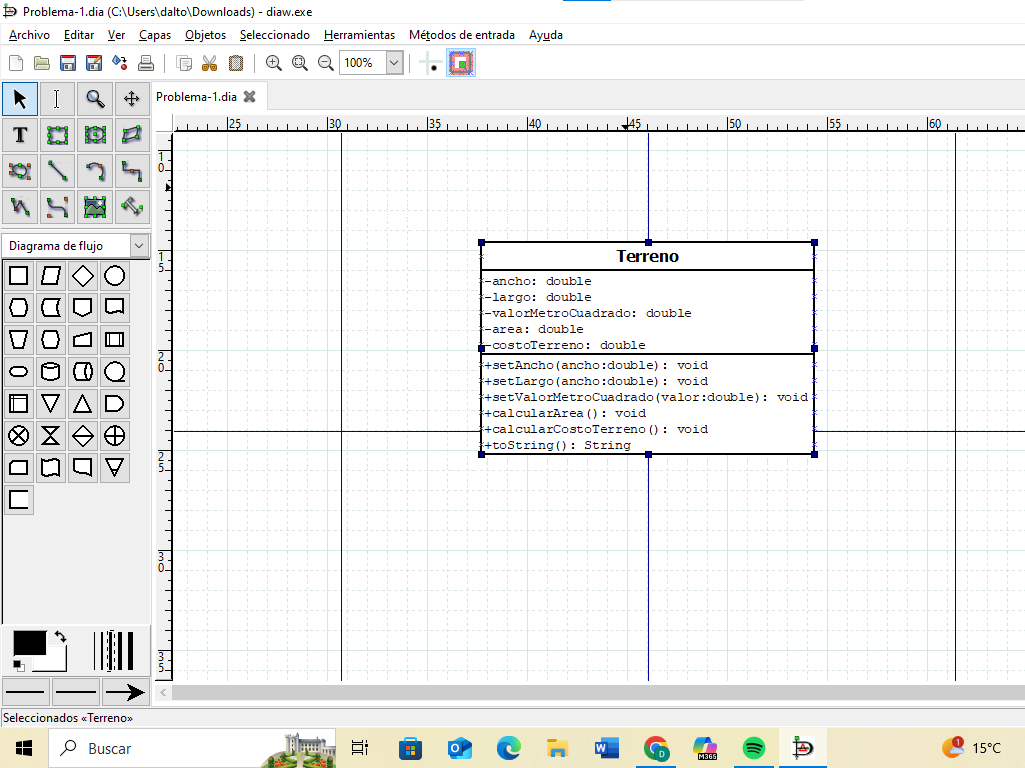 Problema-1.dia (C:\Users\dalto\Downloads) - diaw.exe
Archivo Editar Ver Capas Objetos Seleccionado Herramientas Métodos de entrada Ayuda
100%
Problema-1.dia
25 30 35 40 45 50 55 60
T
10
15
20
25
30
35
Diagrama de flujo
Terreno
-ancho: double
-largo: double
-valorMetroCuadrado: double
-area: double
-costoTerreno: double
+setAncho(ancho:double): void
+setLargo(ancho:double): void
+setValorMetroCuadrado(valor:double): void
+calcularArea(): void
+calcularCostoTerreno(): void
+toString(): String
Seleccionados «Terreno»
Buscar
M365
D
1
15°C